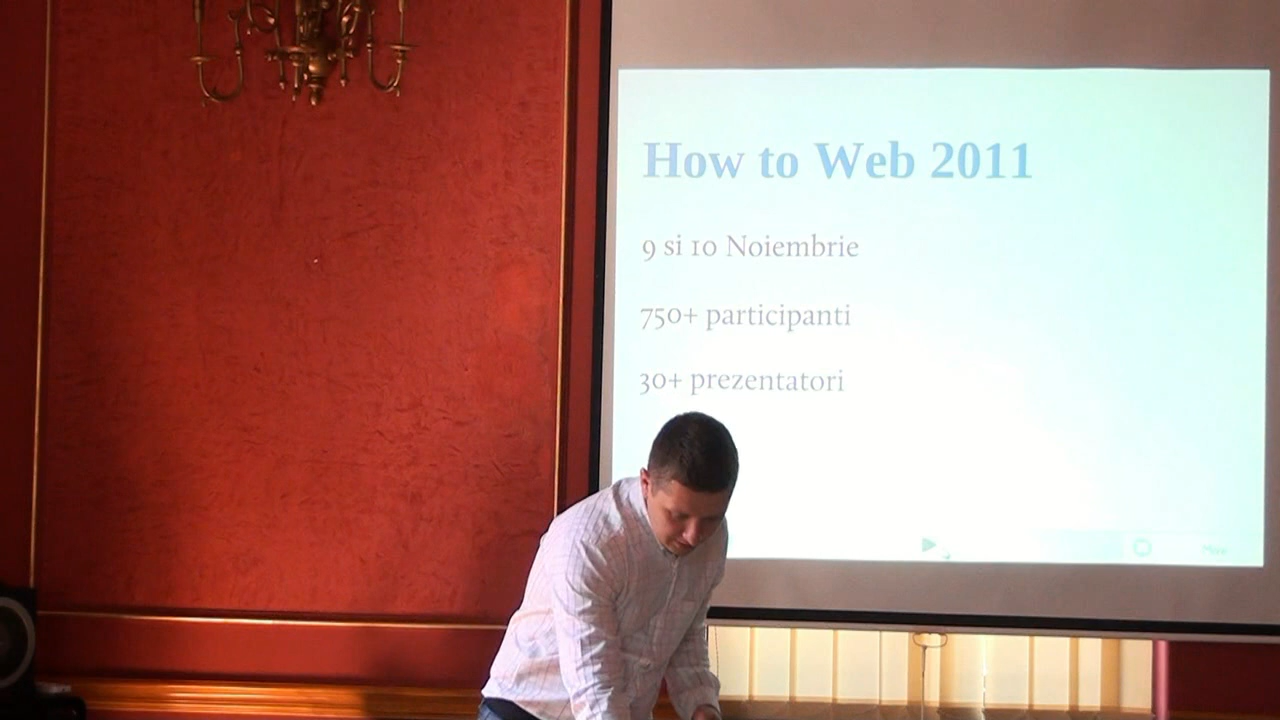 How to Web 2011
9 si 10 Noiembrie
750+ participanti
30+ prezentatori